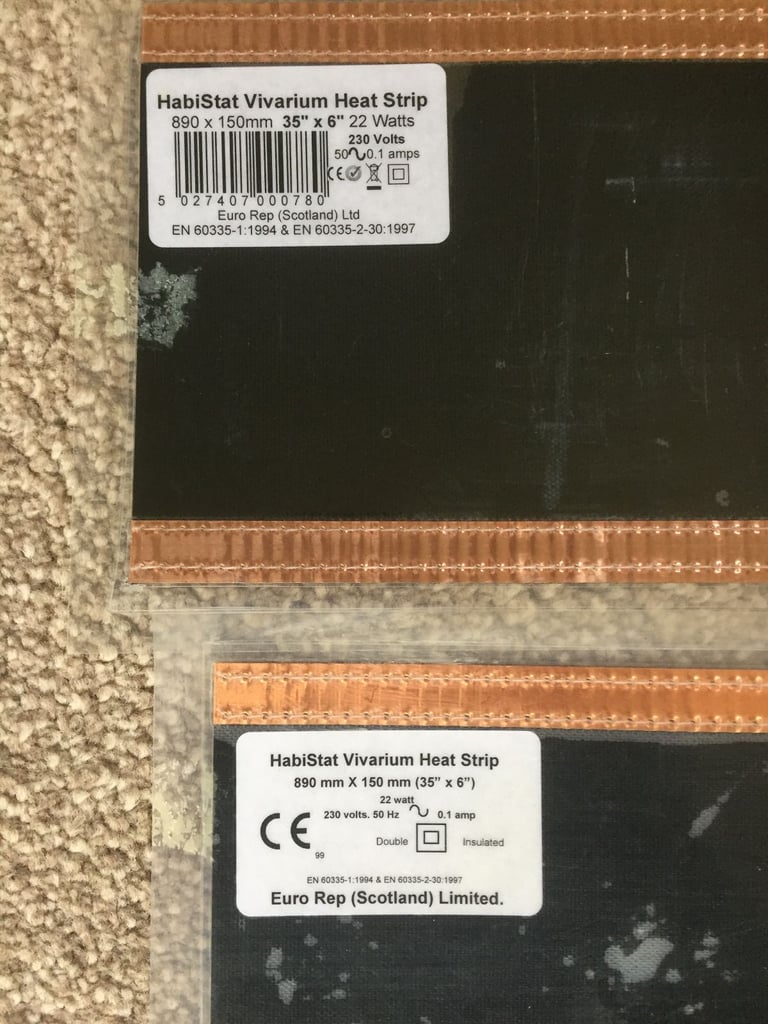 HabiStat Vivarium Heat Strip
890 x 150mm 35" x 6" 22 Watts
230 Volts
50∿0.1 amps
CE
5 027407 000780
Euro Rep (Scotland) Ltd
EN 60335-1:1994 & EN 60335-2-30:1997
HabiStat Vivarium Heat Strip
890 mm X 150 mm (35” x 6”)
22 watt
230 volts. 50 Hz ∿ 0.1 amp
CE
99
Double Insulated
EN 60335-1:1994 & EN 60335-2-30:1997
Euro Rep (Scotland) Limited.